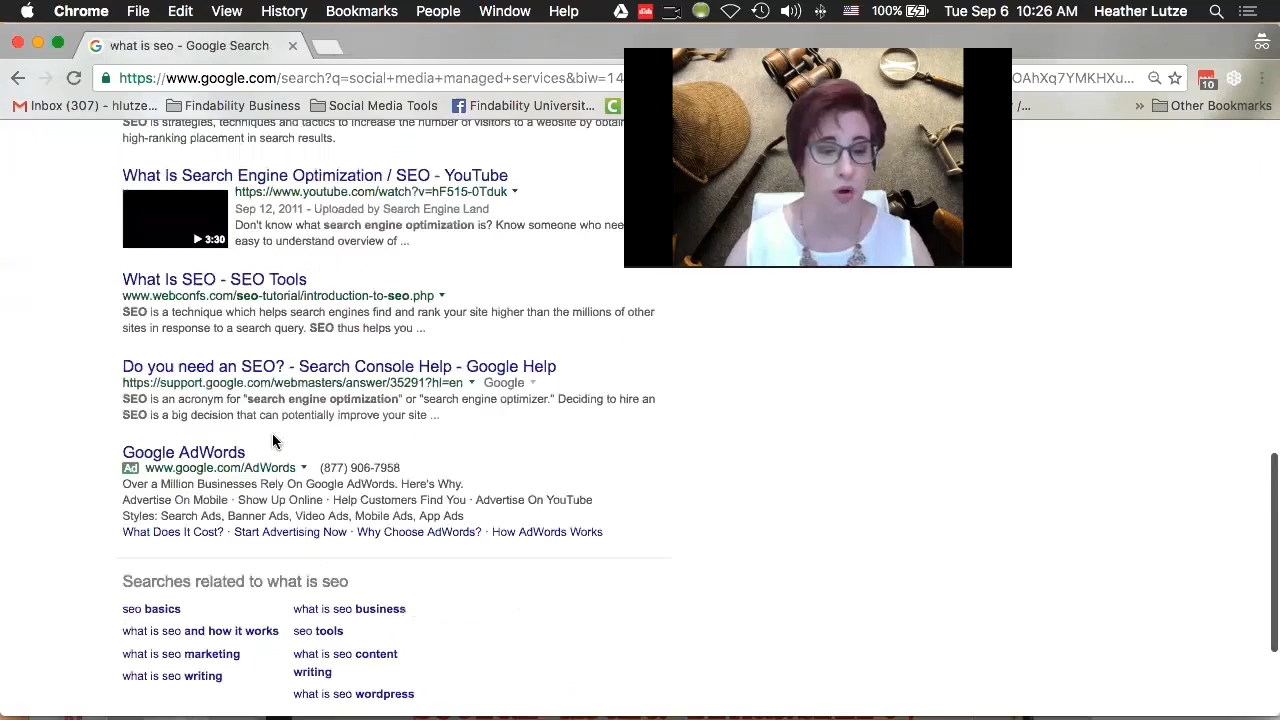 Chrome File Edit View History Bookmarks People Window Help 100% Tue Sep 6 10:26 AM Heather Lutze
what is seo - Google Search
https://www.google.com/search?q=social+media+managed+services&biw=14 OAhXq7YMKHXu... 10
Inbox (307) - hlutze... Findability Business Social Media Tools Findability Universit... C /... » Other Bookmarks
SEO is strategies, techniques and tactics to increase the number of visitors to a website by obtain
high-ranking placement in search results.
What Is Search Engine Optimization / SEO - YouTube
https://www.youtube.com/watch?v=hF515-0Tduk
Sep 12, 2011 - Uploaded by Search Engine Land
Don't know what search engine optimization is? Know someone who nee
3:30 easy to understand overview of ...
What Is SEO - SEO Tools
www.webconfs.com/seo-tutorial/introduction-to-seo.php
SEO is a technique which helps search engines find and rank your site higher than the millions of other
sites in response to a search query. SEO thus helps you ...
Do you need an SEO? - Search Console Help - Google Help
https://support.google.com/webmasters/answer/35291?hl=en Google
SEO is an acronym for "search engine optimization" or "search engine optimizer." Deciding to hire an
SEO is a big decision that can potentially improve your site ...
Google AdWords
Ad www.google.com/AdWords (877) 906-7958
Over a Million Businesses Rely On Google AdWords. Here's Why.
Advertise On Mobile · Show Up Online · Help Customers Find You · Advertise On YouTube
Styles: Search Ads, Banner Ads, Video Ads, Mobile Ads, App Ads
What Does It Cost? · Start Advertising Now · Why Choose AdWords? · How AdWords Works
Searches related to what is seo
seo basics what is seo business
what is seo and how it works seo tools
what is seo marketing what is seo content
writing
what is seo writing
what is seo wordpress